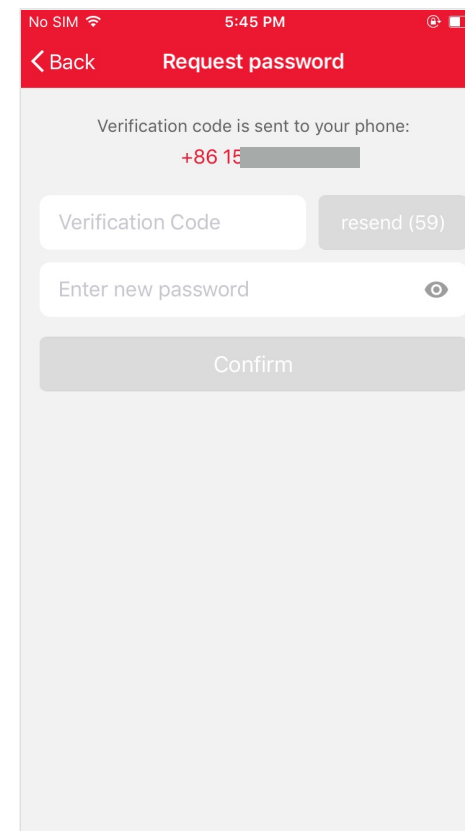 No SIM 5:45 PM
Back Request password
Verification code is sent to your phone:
+86 15
Verification Code resend (59)
Enter new password
Confirm